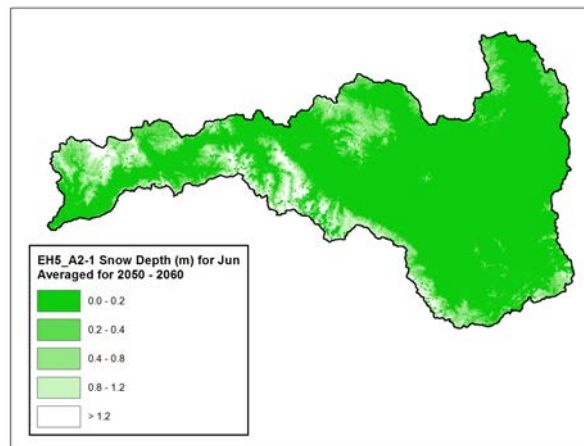 EH5_A2-1 Snow Depth (m) for Jun
Averaged for 2050 - 2060
0.0 - 0.2
0.2 - 0.4
0.4 - 0.8
0.8 - 1.2
> 1.2